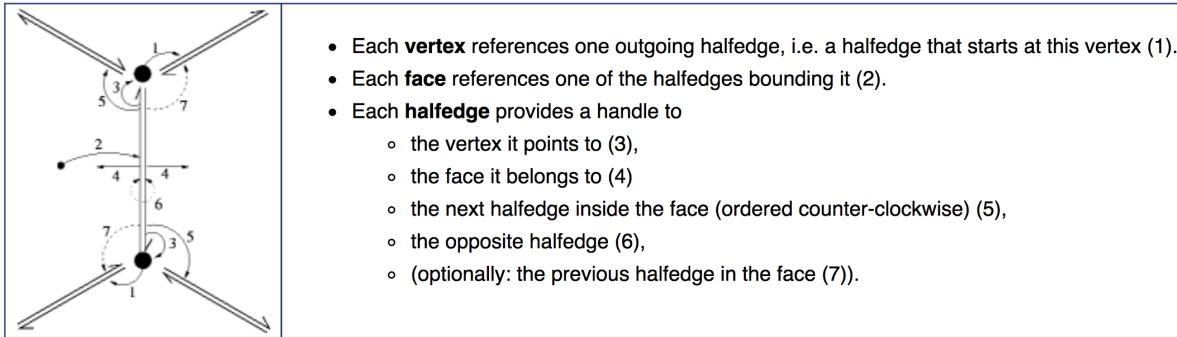 1
3
5
7
2
4
4
6
7
3
5
1
• Each vertex references one outgoing halfedge, i.e. a halfedge that starts at this vertex (1).
• Each face references one of the halfedges bounding it (2).
• Each halfedge provides a handle to
◦ the vertex it points to (3),
◦ the face it belongs to (4)
◦ the next halfedge inside the face (ordered counter-clockwise) (5),
◦ the opposite halfedge (6),
◦ (optionally: the previous halfedge in the face (7)).